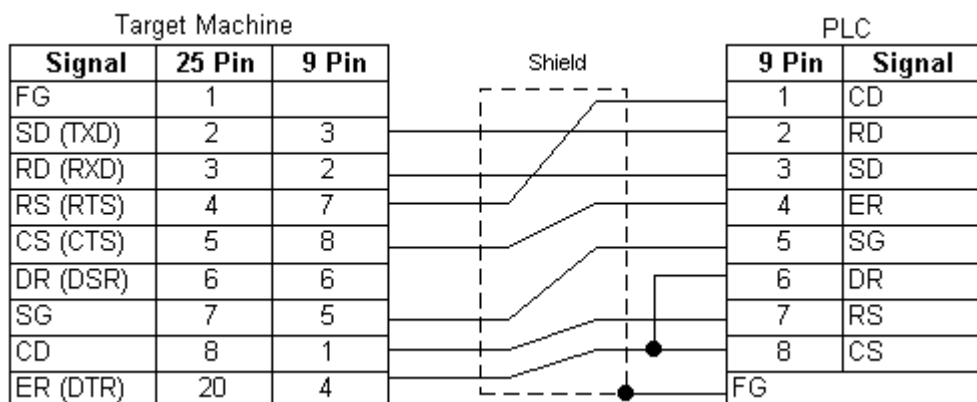 Target Machine PLC
Signal 25 Pin 9 Pin Shield 9 Pin Signal
FG 1 1 CD
SD (TXD) 2 3 2 RD
RD (RXD) 3 2 3 SD
RS (RTS) 4 7 4 ER
CS (CTS) 5 8 5 SG
DR (DSR) 6 6 6 DR
SG 7 5 7 RS
CD 8 1 8 CS
ER (DTR) 20 4 FG